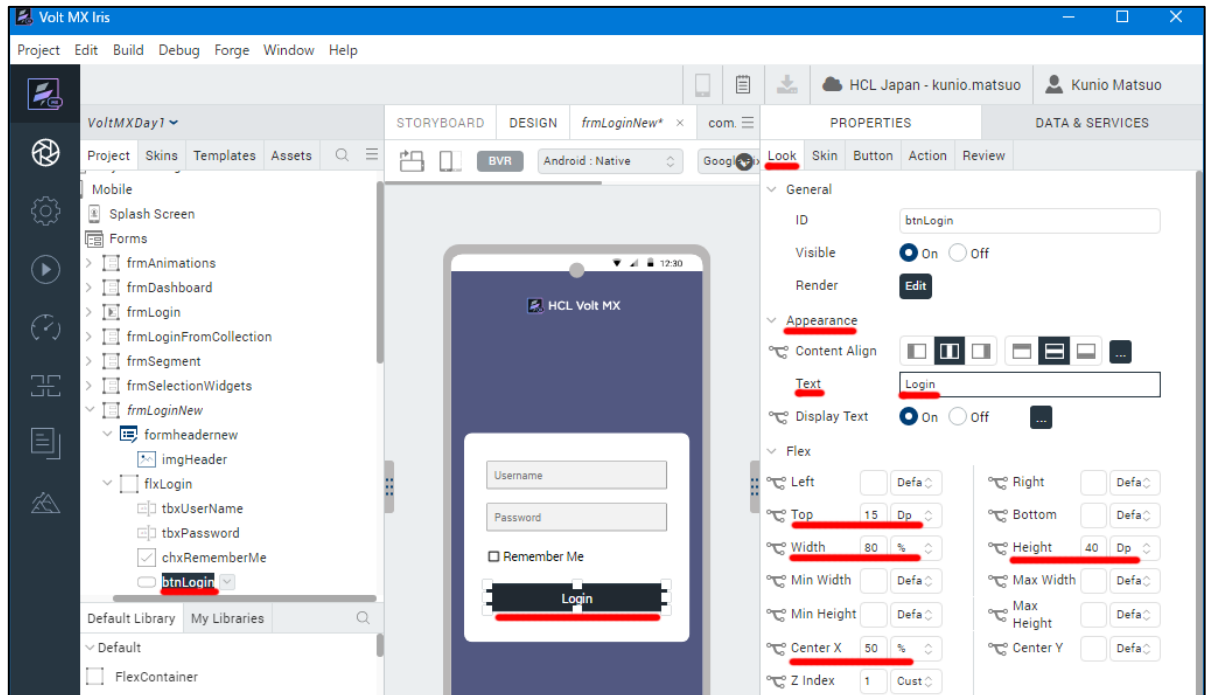 Volt MX Iris
Project Edit Build Debug Forge Window Help
HCL Japan - kunio.matsuo Kunio Matsuo
VoltMXDay1
STORYBOARD DESIGN frmLoginNew* × com.
PROPERTIES DATA & SERVICES
Project Skins Templates Assets
BVR Android : Native Googl
Look Skin Button Action Review
Mobile
Splash Screen
Forms
frmAnimations
frmDashboard
frmLogin
frmLoginFromCollection
frmSegment
frmSelectionWidgets
frmLoginNew
formheadernew
imgHeader
flxLogin
tbxUserName
tbxPassword
chxRememberMe
btnLogin
Default Library My Libraries
Default
FlexContainer
12:30
HCL Volt MX
Username
Password
Remember Me
Login
General
ID btnLogin
Visible On Off
Render Edit
Appearance
Content Align ...
Text Login
Display Text On Off ...
Flex
Left Defa Right Defa
Top 15 Dp Bottom Defa
Width 80 % Height 40 Dp
Min Width Defa Max Width Defa
Min Height Defa Max Height Defa
Center X 50 % Center Y Defa
Z Index 1 Cust